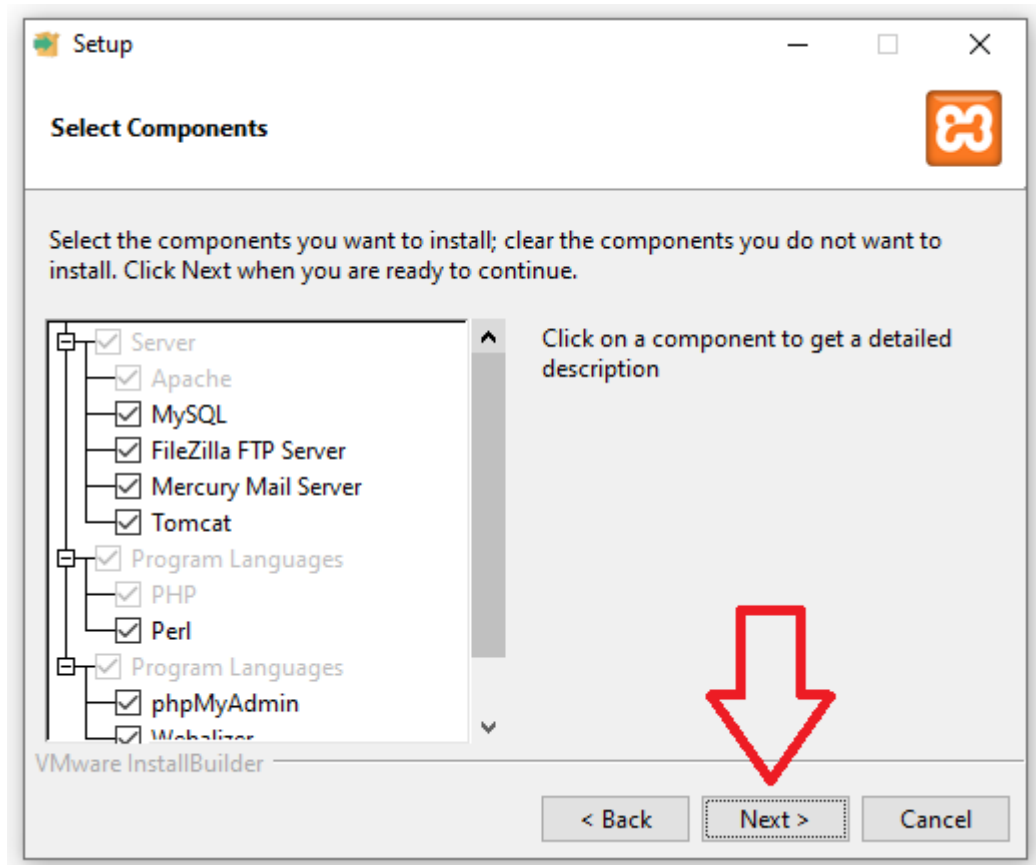 Setup
Select Components
Select the components you want to install; clear the components you do not want to
install. Click Next when you are ready to continue.
Server
Apache
MySQL
FileZilla FTP Server
Mercury Mail Server
Tomcat
Program Languages
PHP
Perl
Program Languages
phpMyAdmin
Webalizer
Click on a component to get a detailed
description
VMware InstallBuilder
< Back
Next >
Cancel